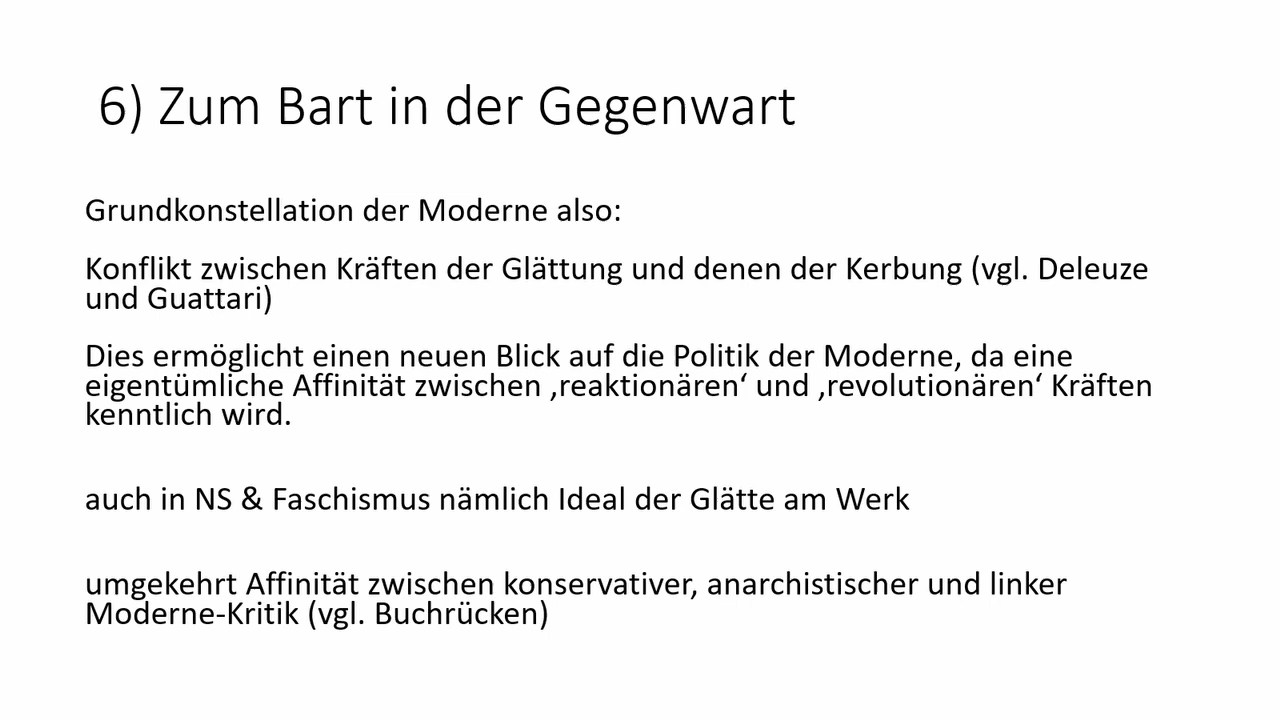 6) Zum Bart in der Gegenwart
Grundkonstellation der Moderne also:
Konflikt zwischen Kräften der Glättung und denen der Kerbung (vgl. Deleuze
und Guattari)
Dies ermöglicht einen neuen Blick auf die Politik der Moderne, da eine
eigentümliche Affinität zwischen ‚reaktionären‘ und ‚revolutionären‘ Kräften
kenntlich wird.
auch in NS & Faschismus nämlich Ideal der Glätte am Werk
umgekehrt Affinität zwischen konservativer, anarchistischer und linker
Moderne-Kritik (vgl. Buchrücken)